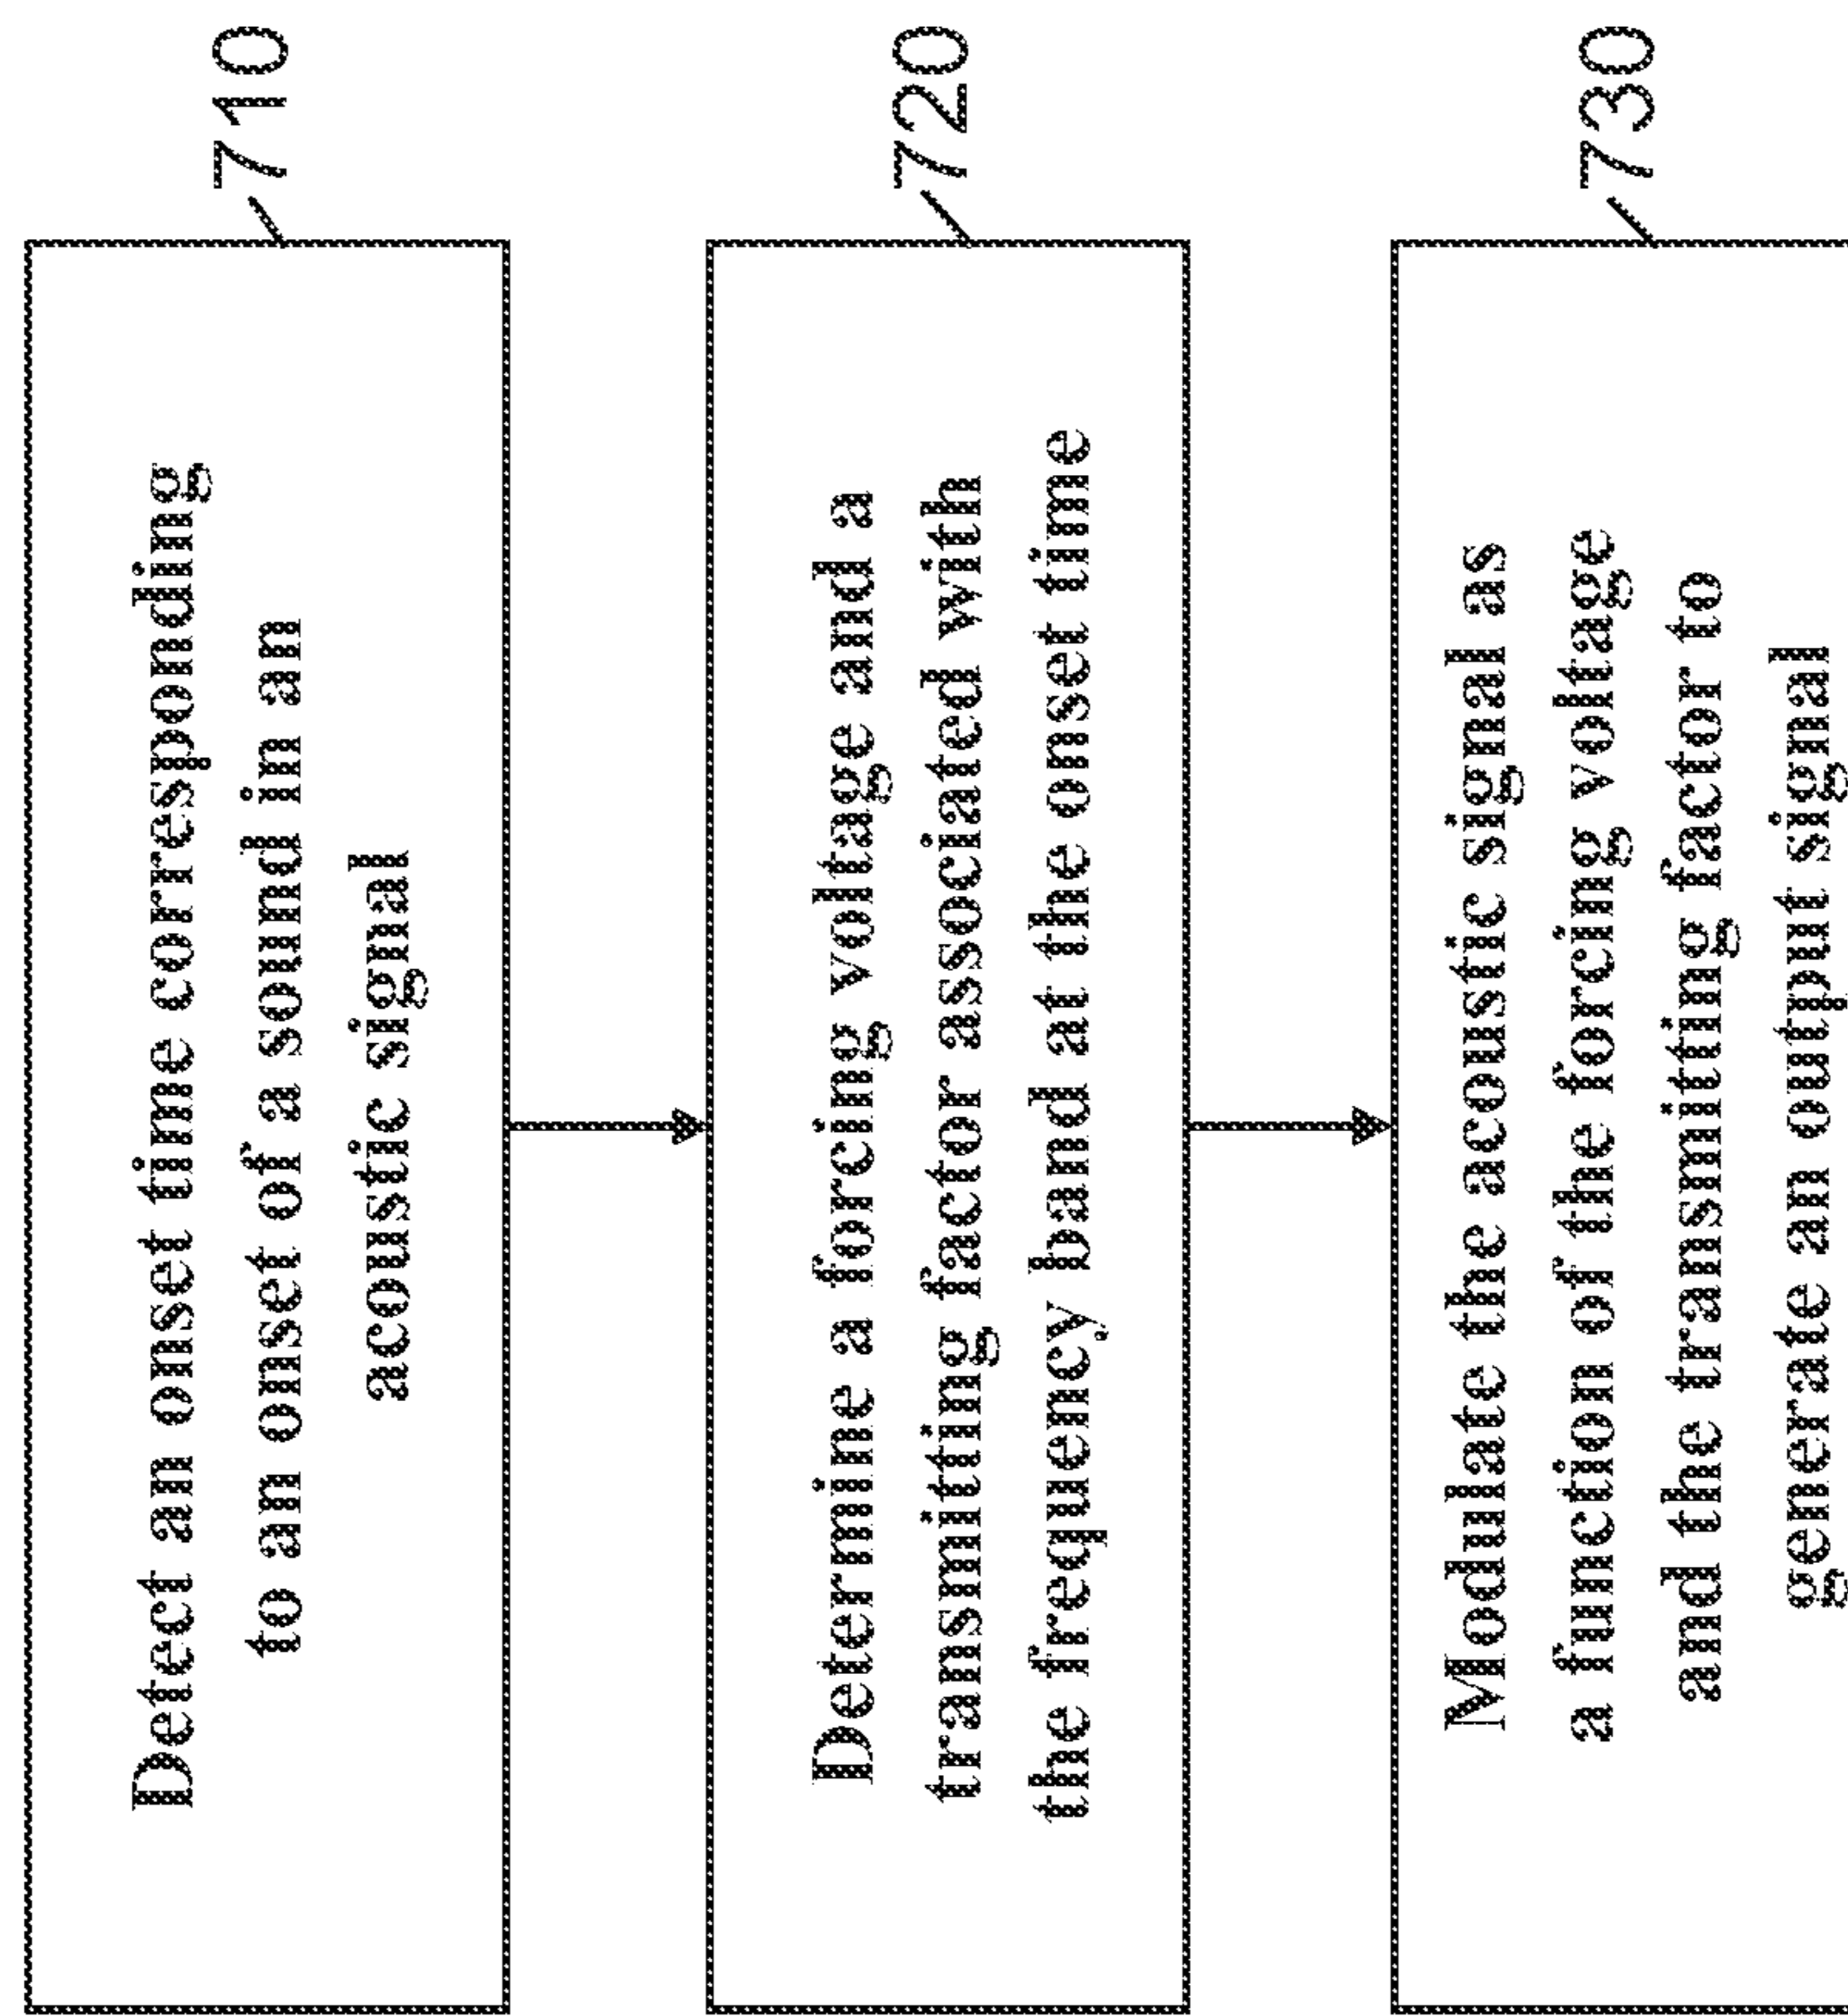 710
Detect an onset time corresponding
to an onset of a sound in an
acoustic signal
720
Determine a forcing voltage and a
transmitting factor associated with
the frequency band at the onset time
730
Modulate the acoustic signal as
a function of the forcing voltage
and the transmitting factor to
generate an output signal